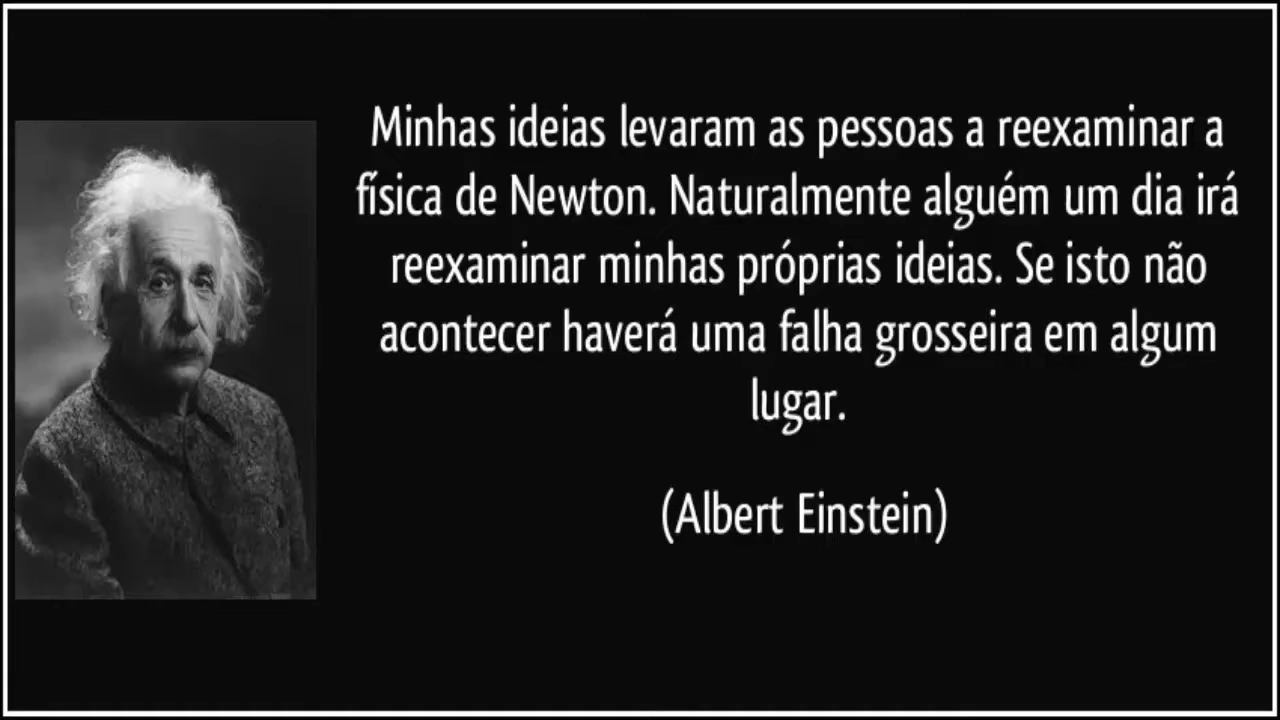 Minhas ideias levaram as pessoas a reexaminar a
física de Newton. Naturalmente alguém um dia irá
reexaminar minhas próprias ideias. Se isto não
acontecer haverá uma falha grosseira em algum
lugar.
(Albert Einstein)